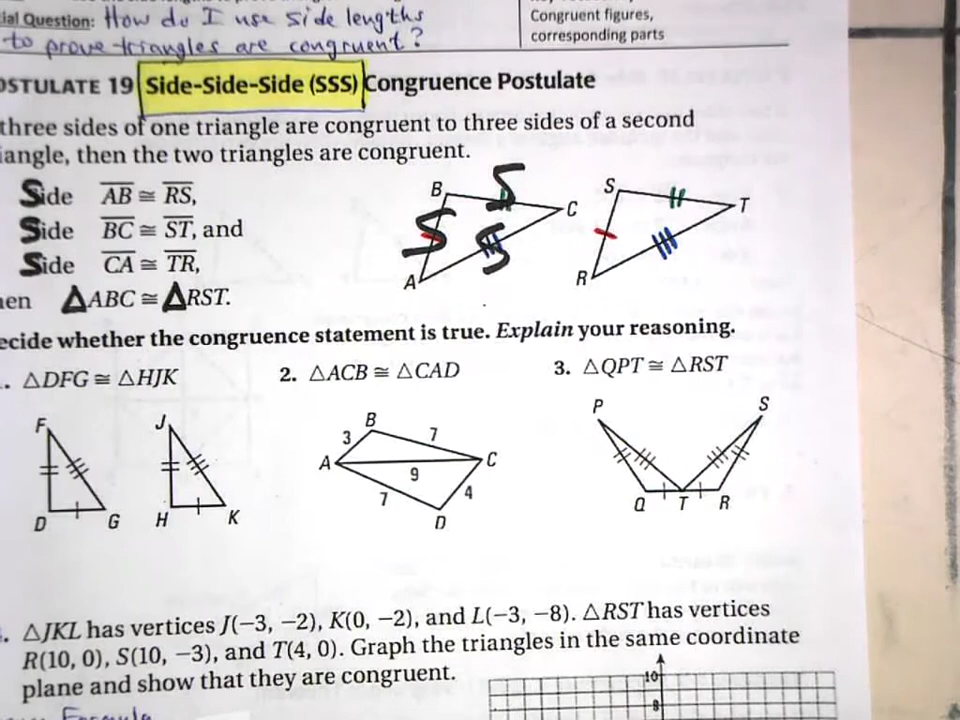 ial Question: How do I use side lengths
to prove triangles are congruent?
Congruent figures,
corresponding parts
OSTULATE 19 Side-Side-Side (SSS) Congruence Postulate
three sides of one triangle are congruent to three sides of a second
iangle, then the two triangles are congruent.
Side AB ≅ RS,
Side BC ≅ ST, and
Side CA ≅ TR,
en △ABC ≅ △RST.
B S C A S S
S T R
ecide whether the congruence statement is true. Explain your reasoning.
. △DFG ≅ △HJK
2. △ACB ≅ △CAD
3. △QPT ≅ △RST
F D G
J H K
B 3 7 A C 9 7 4 D
P S Q T R
. △JKL has vertices J(−3, −2), K(0, −2), and L(−3, −8). △RST has vertices
R(10, 0), S(10, −3), and T(4, 0). Graph the triangles in the same coordinate
plane and show that they are congruent.
10
Formula